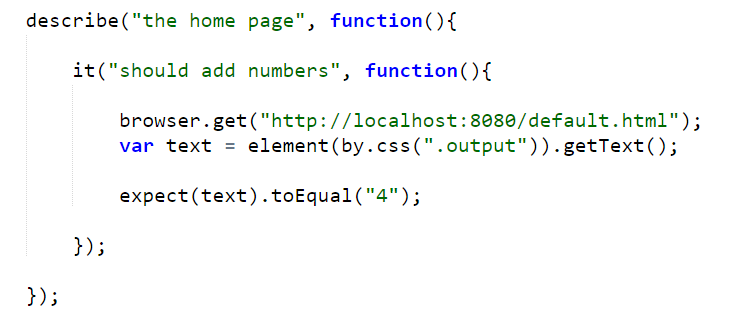 describe("the home page", function(){
it("should add numbers", function(){
browser.get("http://localhost:8080/default.html");
var text = element(by.css(".output")).getText();
expect(text).toEqual("4");
});
});